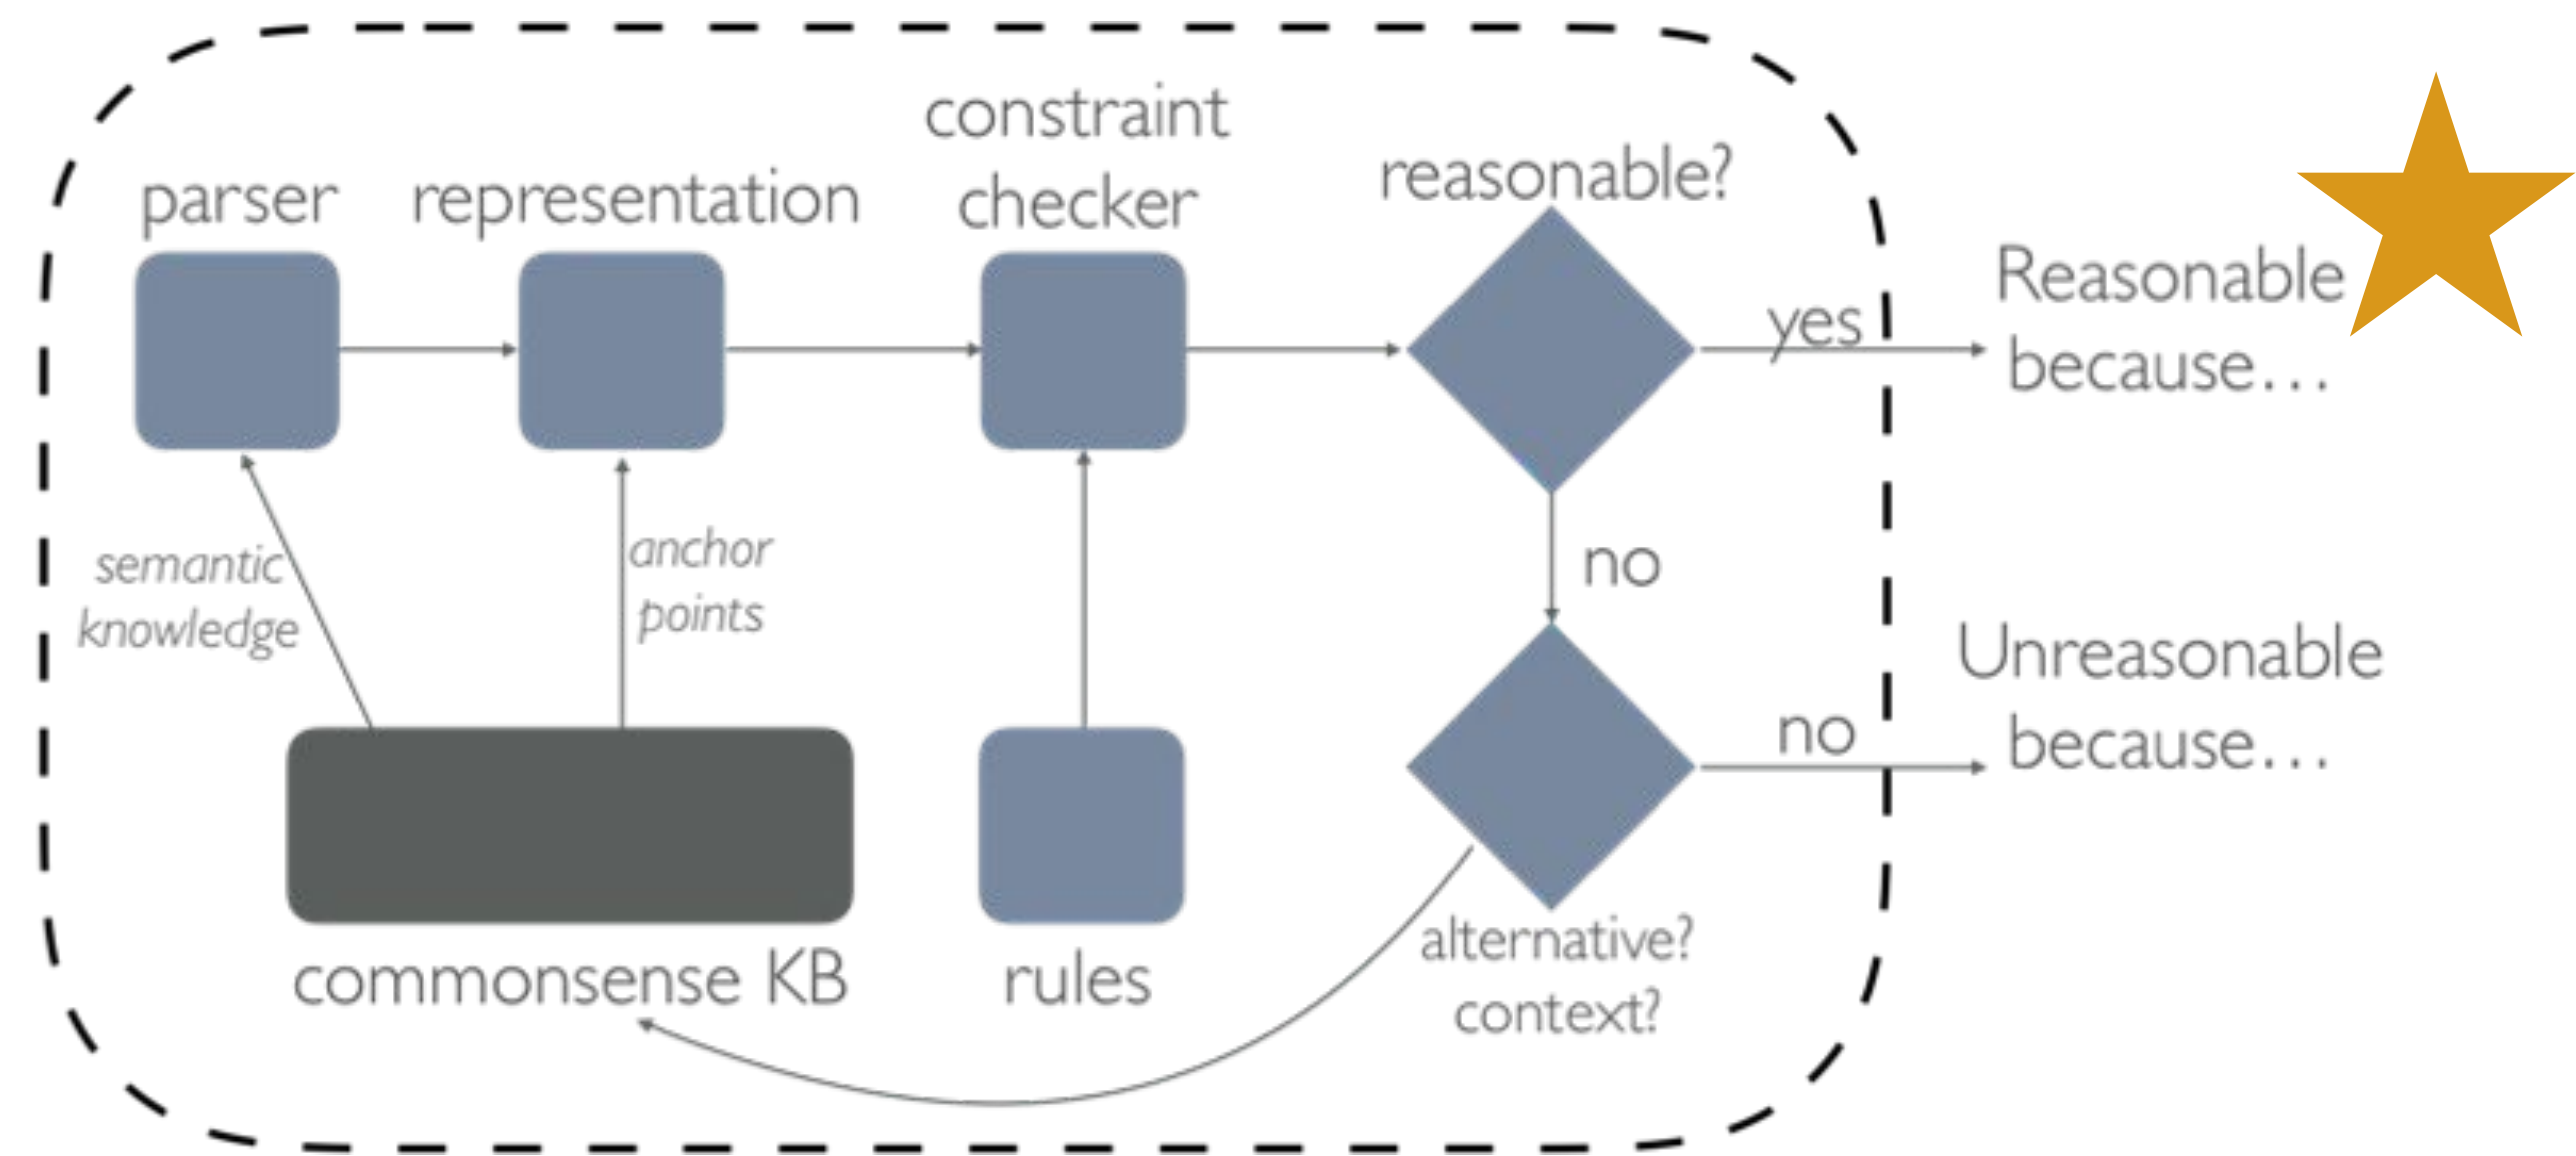 parser
representation
constraint
checker
reasonable?
yes
Reasonable
because…
semantic
knowledge
anchor
points
no
Unreasonable
because…
no
commonsense KB
rules
alternative?
context?